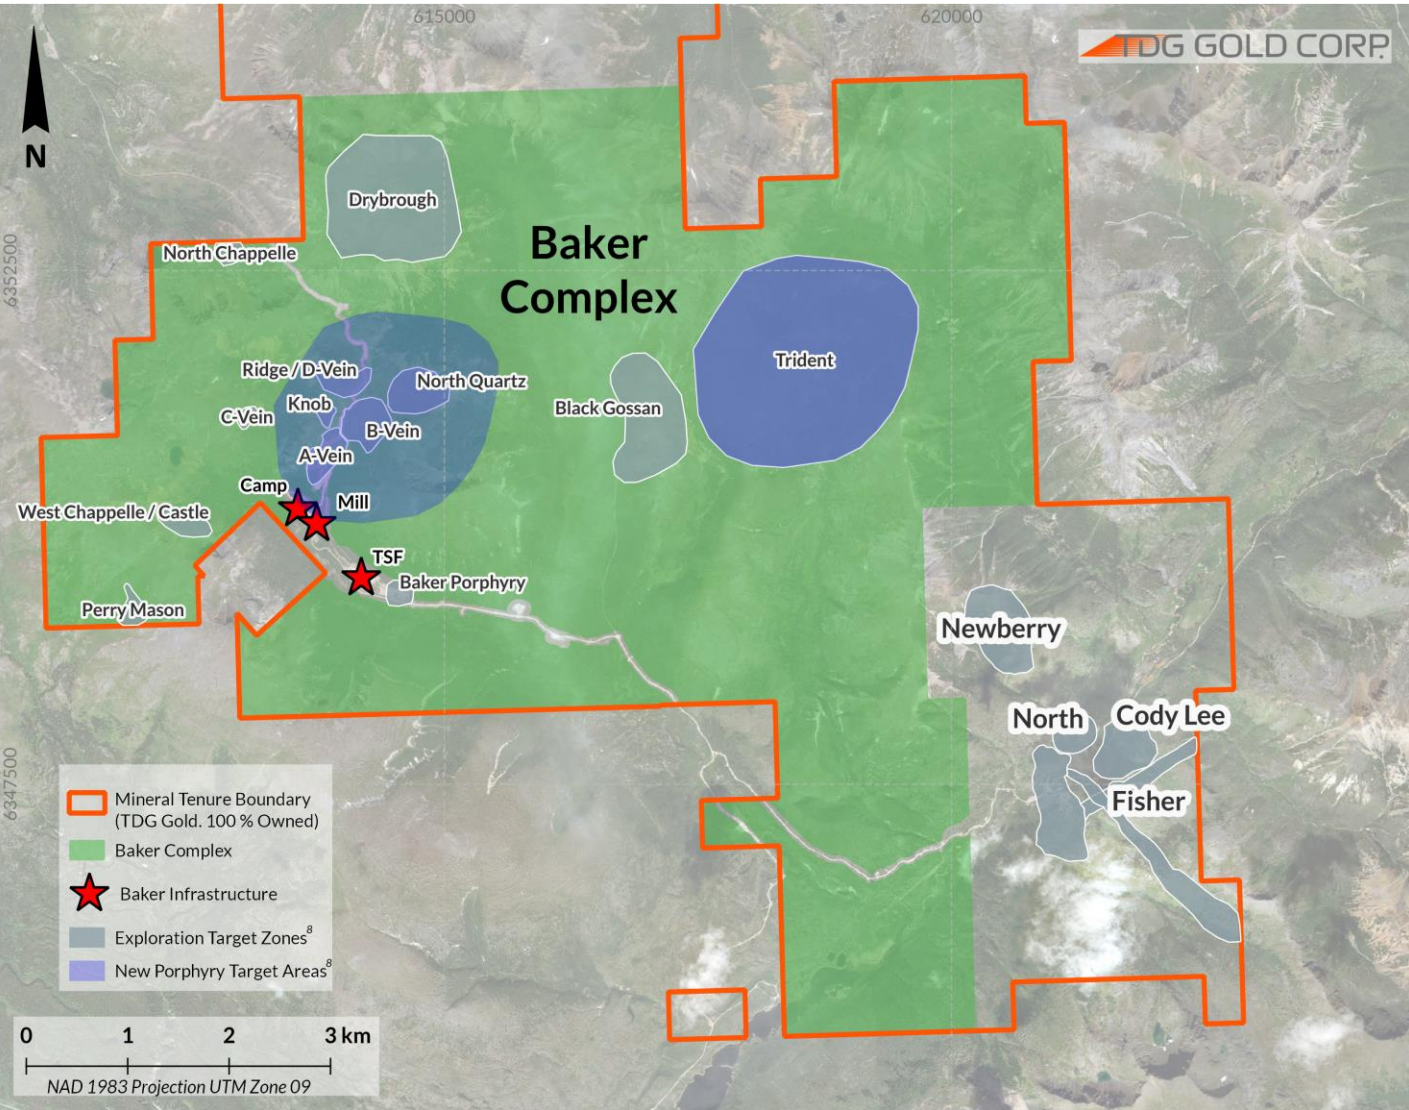 615000
620000
TDG GOLD CORP.
N
Drybrough
Baker
Complex
North Chappelle
6352500
Trident
Ridge / D-Vein
North Quartz
Knob
Black Gossan
C-Vein
B-Vein
A-Vein
Camp
Mill
West Chappelle / Castle
TSF
Baker Porphyry
Perry Mason
Newberry
North
Cody Lee
Fisher
6347500
Mineral Tenure Boundary
(TDG Gold. 100 % Owned)
Baker Complex
Baker Infrastructure
Exploration Target Zones8
New Porphyry Target Areas8
0 1 2 3 km
NAD 1983 Projection UTM Zone 09